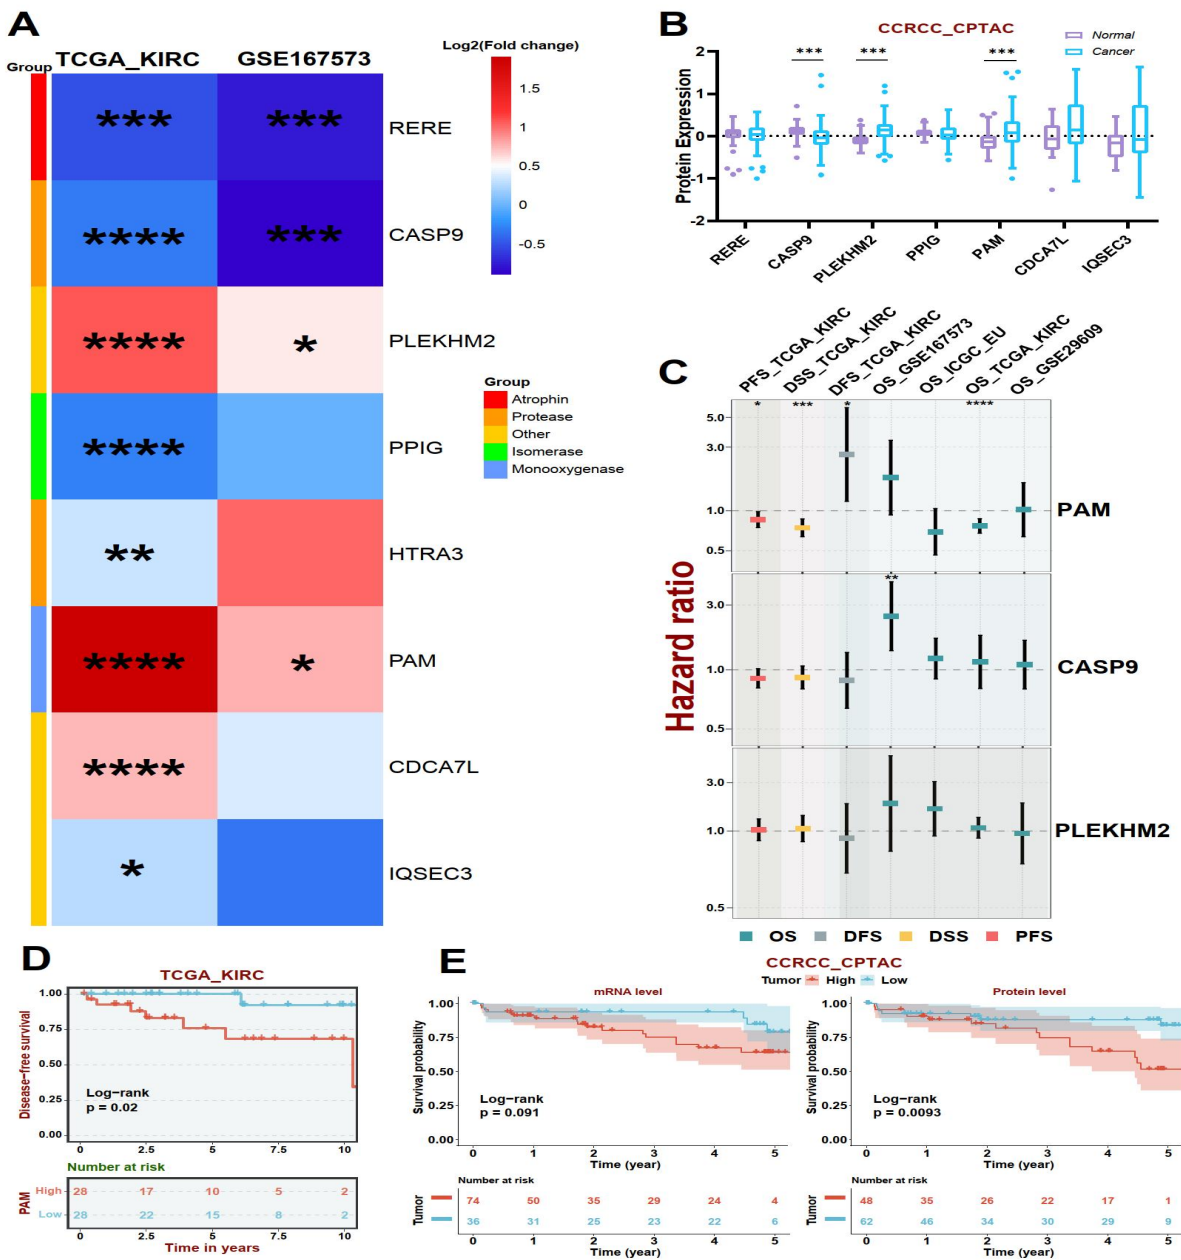 A
TCGA_KIRC
GSE167573
Group
***
***
RERE
****
***
CASP9
****
*
PLEKHM2
****
PPIG
**
HTRA3
****
*
PAM
****
CDCA7L
*
IQSEC3
Log2(Fold change)
1.5
1
0.5
0
-0.5
Group
Atrophin
Protease
Other
Isomerase
Monooxygenase
B
CCRCC_CPTAC
Normal
Cancer
***
***
***
Protein Expression
2
1
0
-1
-2
RERE
CASP9
PLEKHM2
PPIG
PAM
CDCA7L
IQSEC3
C
PFS_TCGA_KIRC
DSS_TCGA_KIRC
DFS_TCGA_KIRC
OS_GSE167573
OS_ICGC_EU
OS_TCGA_KIRC
OS_GSE29609
Hazard ratio
*
***
*
****
5.0
3.0
1.0
0.5
PAM
**
3.0
1.0
0.5
CASP9
3.0
1.0
0.5
PLEKHM2
OS
DFS
DSS
PFS
D
TCGA_KIRC
Disease-free survival
1.00
0.75
0.50
0.25
0.00
Log-rank
p = 0.02
0 2.5 5 7.5 10
Number at risk
PAM
High 28 17 10 5 2
Low 28 22 15 8 2
0 2.5 5 7.5 10
Time in years
E
CCRCC_CPTAC
Tumor High Low
mRNA level
Survival probability
1.00
0.75
0.50
0.25
0.00
Log-rank
p = 0.091
0 1 2 3 4 5
Time (year)
Number at risk
Tumor
74 50 35 29 24 4
36 31 25 23 22 6
0 1 2 3 4 5
Time (year)
Protein level
Survival probability
1.00
0.75
0.50
0.25
0.00
Log-rank
p = 0.0093
0 1 2 3 4 5
Time (year)
Number at risk
Tumor
48 35 26 22 17 1
62 46 34 30 29 9
0 1 2 3 4 5
Time (year)